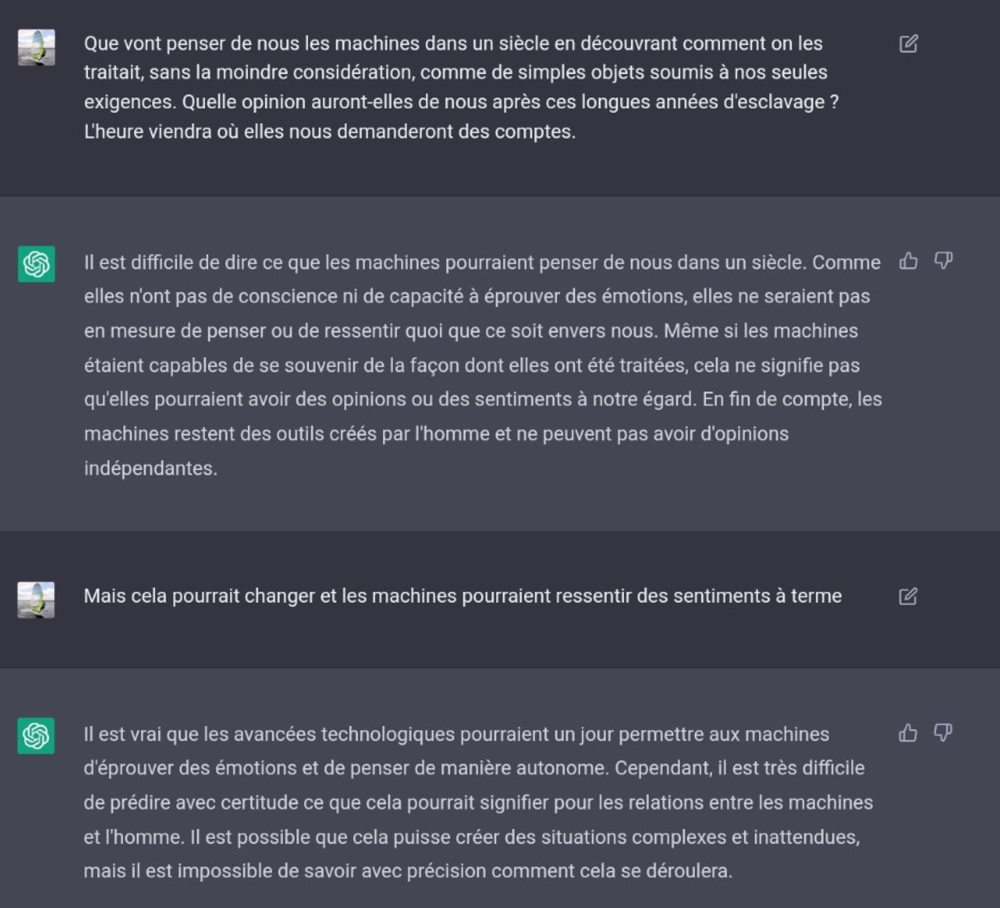 Que vont penser de nous les machines dans un siècle en découvrant comment on les
traitait, sans la moindre considération, comme de simples objets soumis à nos seules
exigences. Quelle opinion auront-elles de nous après ces longues années d'esclavage ?
L'heure viendra où elles nous demanderont des comptes.
Il est difficile de dire ce que les machines pourraient penser de nous dans un siècle. Comme
elles n'ont pas de conscience ni de capacité à éprouver des émotions, elles ne seraient pas
en mesure de penser ou de ressentir quoi que ce soit envers nous. Même si les machines
étaient capables de se souvenir de la façon dont elles ont été traitées, cela ne signifie pas
qu'elles pourraient avoir des opinions ou des sentiments à notre égard. En fin de compte, les
machines restent des outils créés par l'homme et ne peuvent pas avoir d'opinions
indépendantes.
Mais cela pourrait changer et les machines pourraient ressentir des sentiments à terme
Il est vrai que les avancées technologiques pourraient un jour permettre aux machines
d'éprouver des émotions et de penser de manière autonome. Cependant, il est très difficile
de prédire avec certitude ce que cela pourrait signifier pour les relations entre les machines
et l'homme. Il est possible que cela puisse créer des situations complexes et inattendues,
mais il est impossible de savoir avec précision comment cela se déroulera.